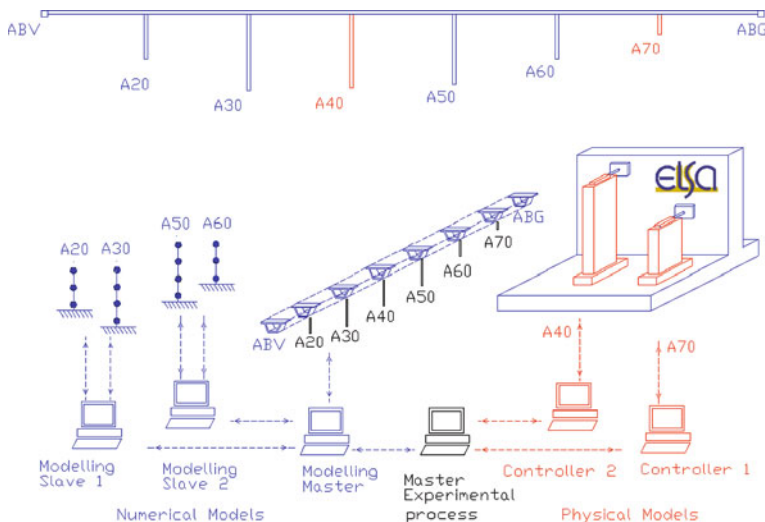 ABV
ABG
A20
A30
A40
A50
A60
A70
elsa
A50
A60
A20
A30
ABG
A70
A60
A50
A40
A30
A20
ABV
A40
A70
Modelling
Slave 1
Modelling
Slave 2
Modelling
Master
Master
Experimental
process
Controller 2
Controller 1
Numerical Models
Physical Models